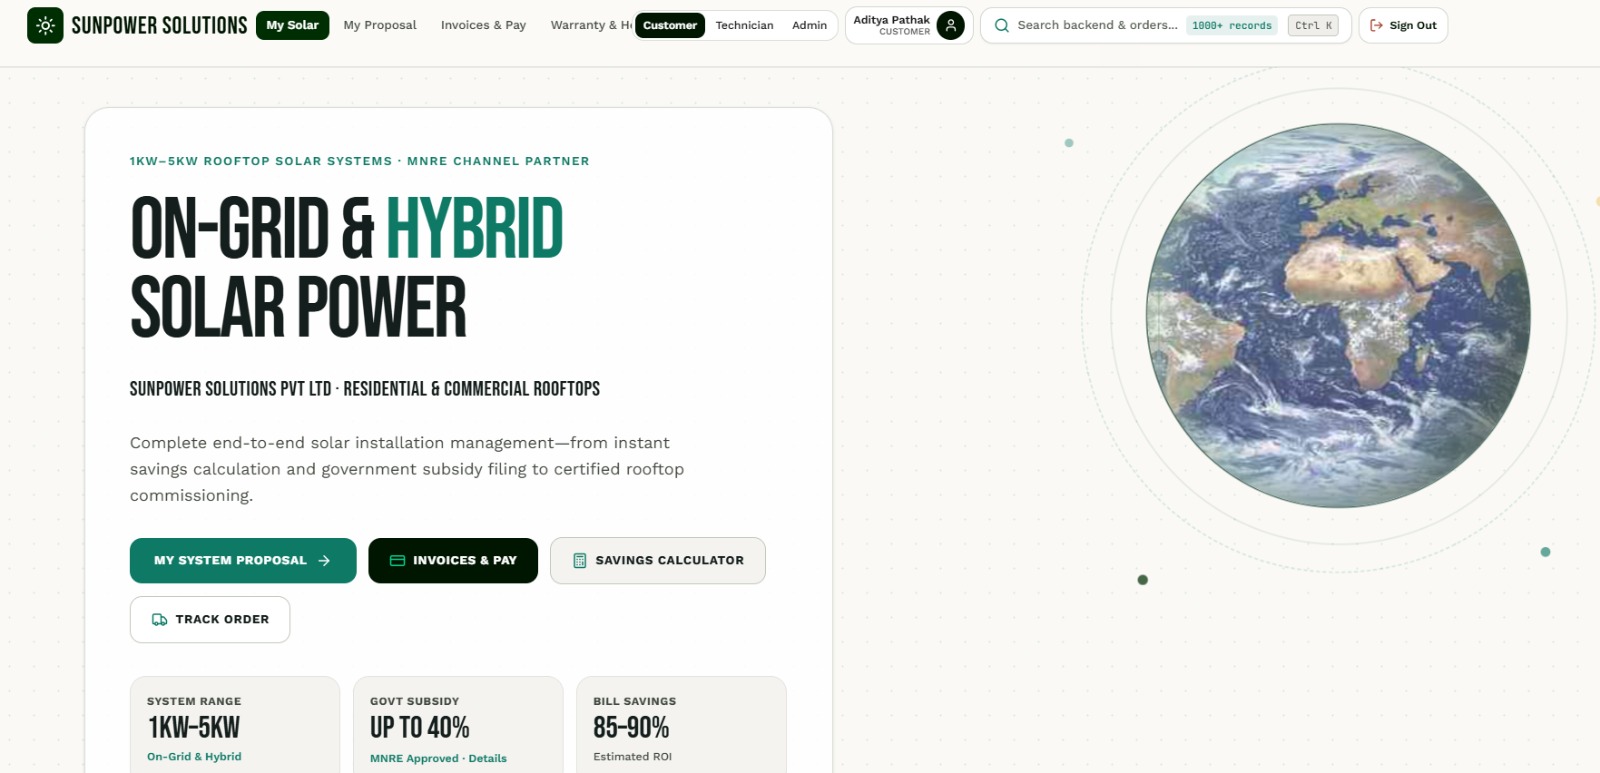 SUNPOWER SOLUTIONS
My Solar
My Proposal
Invoices & Pay
Warranty & He
Customer
Technician
Admin
Aditya Pathak
CUSTOMER
Search backend & orders...
1000+ records
Ctrl K
Sign Out
1KW–5KW ROOFTOP SOLAR SYSTEMS · MNRE CHANNEL PARTNER
ON-GRID & HYBRID
SOLAR POWER
SUNPOWER SOLUTIONS PVT LTD · RESIDENTIAL & COMMERCIAL ROOFTOPS
Complete end-to-end solar installation management—from instant
savings calculation and government subsidy filing to certified rooftop
commissioning.
MY SYSTEM PROPOSAL →
INVOICES & PAY
SAVINGS CALCULATOR
TRACK ORDER
SYSTEM RANGE
1KW–5KW
On-Grid & Hybrid
GOVT SUBSIDY
UP TO 40%
MNRE Approved · Details
BILL SAVINGS
85–90%
Estimated ROI